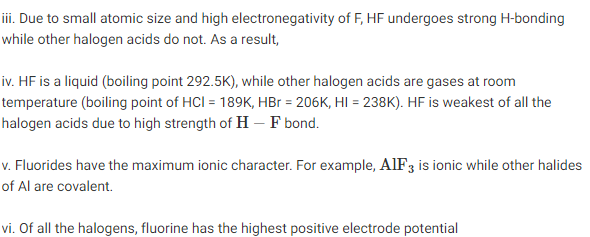 iii. Due to small atomic size and high electronegativity of F, HF undergoes strong H-bonding
while other halogen acids do not. As a result,
iv. HF is a liquid (boiling point 292.5K), while other halogen acids are gases at room
temperature (boiling point of HCl = 189K, HBr = 206K, HI = 238K). HF is weakest of all the
halogen acids due to high strength of H − F bond.
v. Fluorides have the maximum ionic character. For example, AlF₃ is ionic while other halides
of Al are covalent.
vi. Of all the halogens, fluorine has the highest positive electrode potential